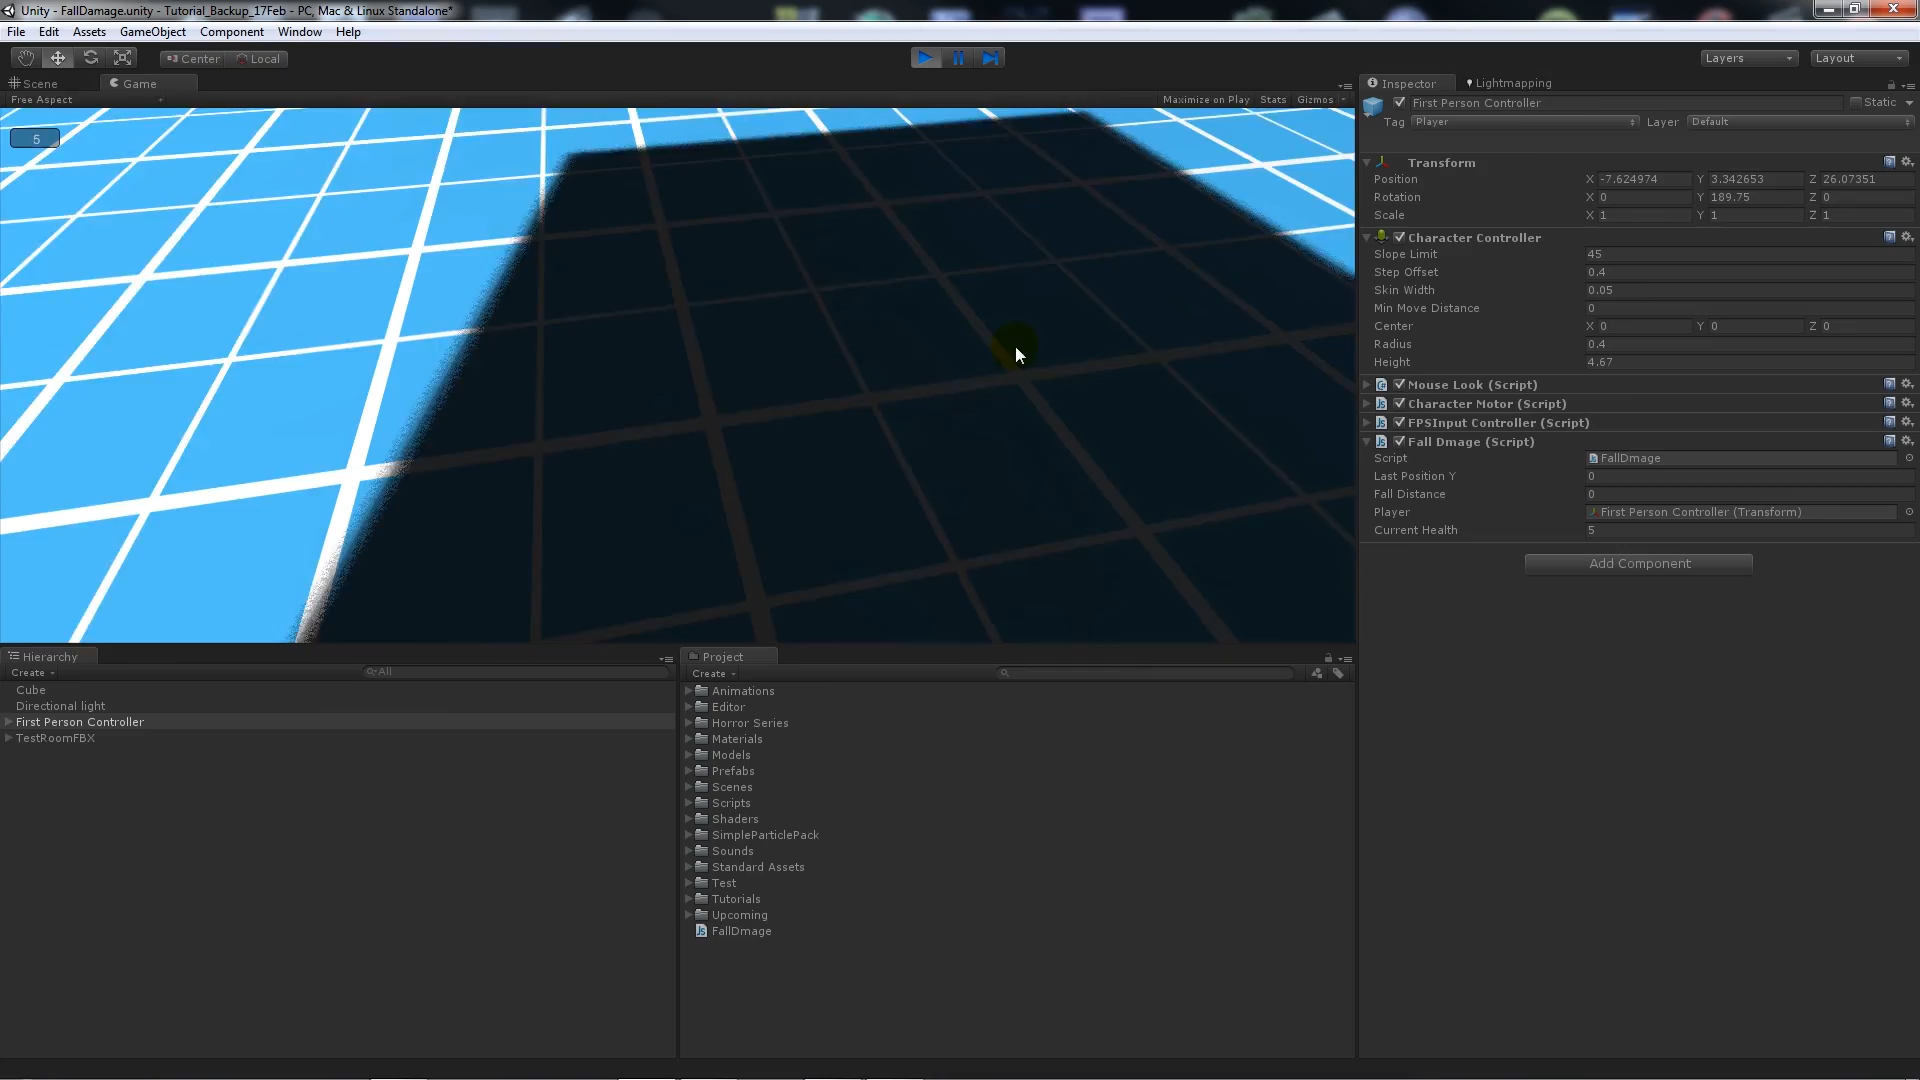 Unity - FallDamage.unity - Tutorial_Backup_17Feb - PC, Mac & Linux Standalone*
File Edit Assets GameObject Component Window Help
Center Local
Layers Layout
Scene Game
Free Aspect
Maximize on Play Stats Gizmos
5
Inspector Lightmapping
First Person Controller Static
Tag Player Layer Default
Transform
Position X -7.624974 Y 3.342653 Z 26.07351
Rotation X 0 Y 189.75 Z 0
Scale X 1 Y 1 Z 1
Character Controller
Slope Limit 45
Step Offset 0.4
Skin Width 0.05
Min Move Distance 0
Center X 0 Y 0 Z 0
Radius 0.4
Height 4.67
Mouse Look (Script)
Character Motor (Script)
FPSInput Controller (Script)
Fall Dmage (Script)
Script FallDmage
Last Position Y 0
Fall Distance 0
Player First Person Controller (Transform)
Current Health 5
Add Component
Hierarchy
Create All
Cube
Directional light
First Person Controller
TestRoomFBX
Project
Create
Animations
Editor
Horror Series
Materials
Models
Prefabs
Scenes
Scripts
Shaders
SimpleParticlePack
Sounds
Standard Assets
Test
Tutorials
Upcoming
FallDmage